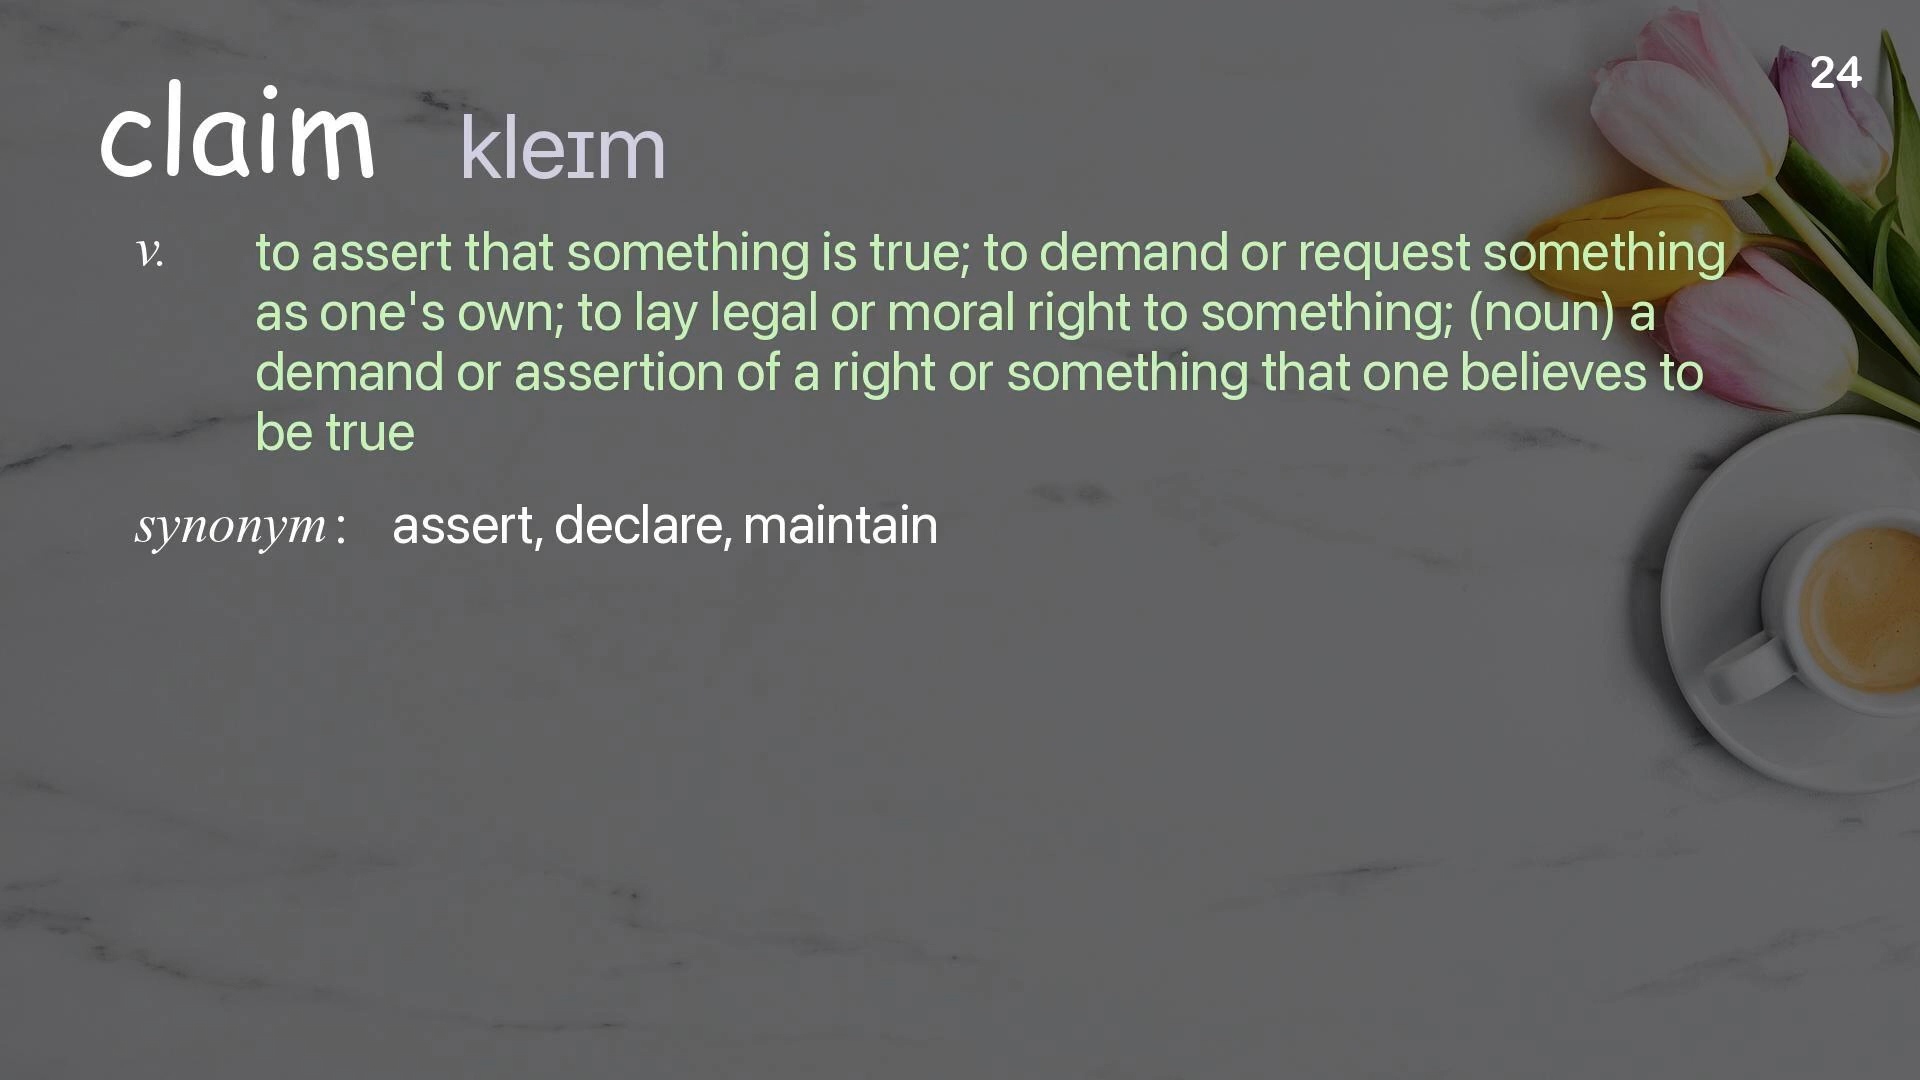 24
claim kleɪm
v. to assert that something is true; to demand or request something
as one's own; to lay legal or moral right to something; (noun) a
demand or assertion of a right or something that one believes to
be true
synonym : assert, declare, maintain